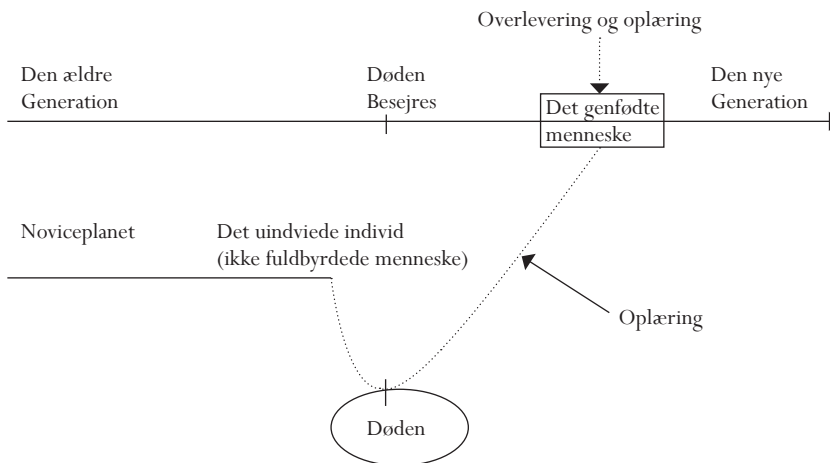 Overlevering og oplæring
Den ældre
Generation
Døden
Besejres
Det genfødte
menneske
Den nye
Generation
Noviceplanet
Det uindviede individ
(ikke fuldbyrdede menneske)
Oplæring
Døden